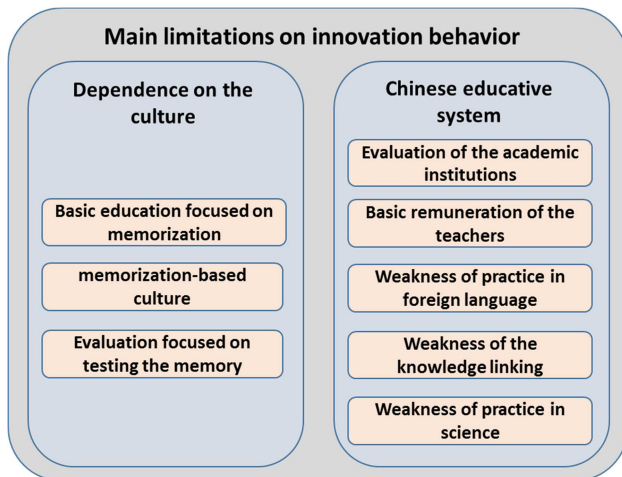 Main limitations on innovation behavior
Dependence on the
culture
Basic education focused on
memorization
memorization-based
culture
Evaluation focused on
testing the memory
Chinese educative
system
Evaluation of the academic
institutions
Basic remuneration of the
teachers
Weakness of practice in
foreign language
Weakness of the
knowledge linking
Weakness of practice in
science